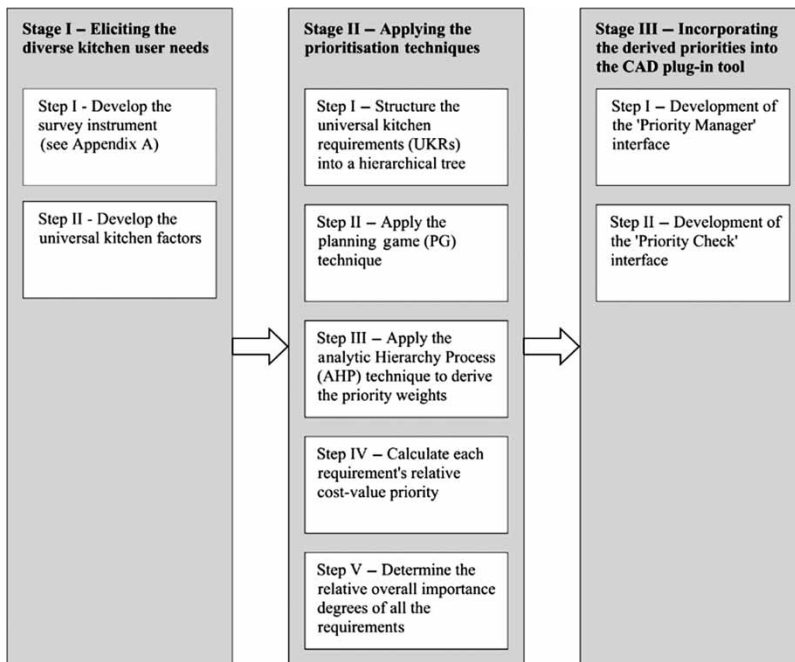 Stage I – Eliciting the
diverse kitchen user needs
Step I - Develop the
survey instrument
(see Appendix A)
Step II - Develop the
universal kitchen factors
Stage II – Applying the
prioritisation techniques
Step I – Structure the
universal kitchen
requirements (UKRs)
into a hierarchical tree
Step II – Apply the
planning game (PG)
technique
Step III – Apply the
analytic Hierarchy Process
(AHP) technique to derive
the priority weights
Step IV – Calculate each
requirement's relative
cost-value priority
Step V – Determine the
relative overall importance
degrees of all the
requirements
Stage III – Incorporating
the derived priorities into
the CAD plug-in tool
Step I – Development of
the 'Priority Manager'
interface
Step II – Development of
the 'Priority Check'
interface